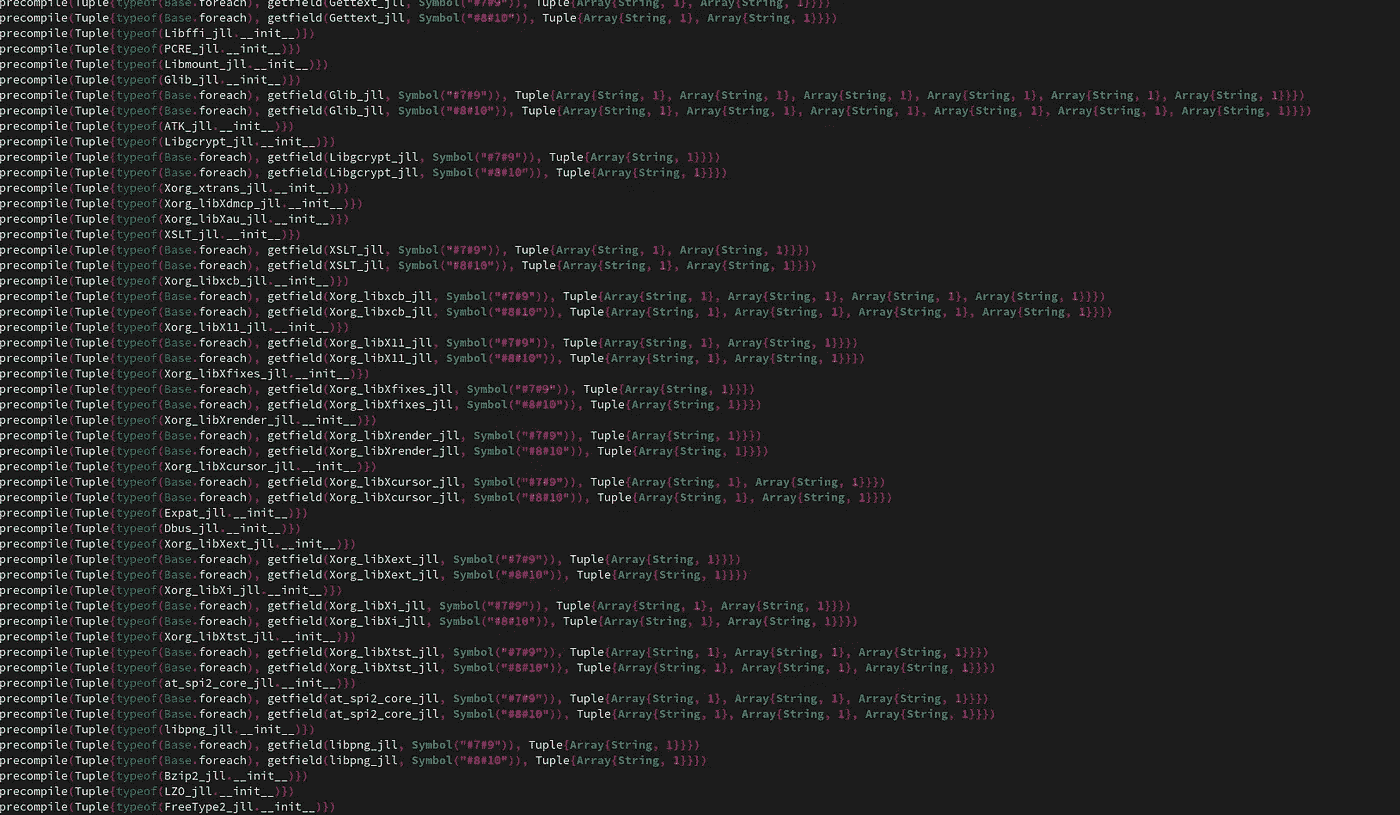 precompile(Tuple{typeof(Base.foreach), getfield(Gettext_jll, Symbol("#7#9")), Tuple{Array{String, 1}, Array{String, 1}}})
precompile(Tuple{typeof(Base.foreach), getfield(Gettext_jll, Symbol("#8#10")), Tuple{Array{String, 1}, Array{String, 1}}})
precompile(Tuple{typeof(Libffi_jll.__init__)})
precompile(Tuple{typeof(PCRE_jll.__init__)})
precompile(Tuple{typeof(Libmount_jll.__init__)})
precompile(Tuple{typeof(Glib_jll.__init__)})
precompile(Tuple{typeof(Base.foreach), getfield(Glib_jll, Symbol("#7#9")), Tuple{Array{String, 1}, Array{String, 1}, Array{String, 1}, Array{String, 1}, Array{String, 1}, Array{String, 1}}})
precompile(Tuple{typeof(Base.foreach), getfield(Glib_jll, Symbol("#8#10")), Tuple{Array{String, 1}, Array{String, 1}, Array{String, 1}, Array{String, 1}, Array{String, 1}, Array{String, 1}}})
precompile(Tuple{typeof(ATK_jll.__init__)})
precompile(Tuple{typeof(Libgcrypt_jll.__init__)})
precompile(Tuple{typeof(Base.foreach), getfield(Libgcrypt_jll, Symbol("#7#9")), Tuple{Array{String, 1}}})
precompile(Tuple{typeof(Base.foreach), getfield(Libgcrypt_jll, Symbol("#8#10")), Tuple{Array{String, 1}}})
precompile(Tuple{typeof(Xorg_xtrans_jll.__init__)})
precompile(Tuple{typeof(Xorg_libXdmcp_jll.__init__)})
precompile(Tuple{typeof(Xorg_libXau_jll.__init__)})
precompile(Tuple{typeof(XSLT_jll.__init__)})
precompile(Tuple{typeof(Base.foreach), getfield(XSLT_jll, Symbol("#7#9")), Tuple{Array{String, 1}, Array{String, 1}}})
precompile(Tuple{typeof(Base.foreach), getfield(XSLT_jll, Symbol("#8#10")), Tuple{Array{String, 1}, Array{String, 1}}})
precompile(Tuple{typeof(Xorg_libxcb_jll.__init__)})
precompile(Tuple{typeof(Base.foreach), getfield(Xorg_libxcb_jll, Symbol("#7#9")), Tuple{Array{String, 1}, Array{String, 1}, Array{String, 1}, Array{String, 1}}})
precompile(Tuple{typeof(Base.foreach), getfield(Xorg_libxcb_jll, Symbol("#8#10")), Tuple{Array{String, 1}, Array{String, 1}, Array{String, 1}, Array{String, 1}}})
precompile(Tuple{typeof(Xorg_libX11_jll.__init__)})
precompile(Tuple{typeof(Base.foreach), getfield(Xorg_libX11_jll, Symbol("#7#9")), Tuple{Array{String, 1}, Array{String, 1}}})
precompile(Tuple{typeof(Base.foreach), getfield(Xorg_libX11_jll, Symbol("#8#10")), Tuple{Array{String, 1}, Array{String, 1}}})
precompile(Tuple{typeof(Xorg_libXfixes_jll.__init__)})
precompile(Tuple{typeof(Base.foreach), getfield(Xorg_libXfixes_jll, Symbol("#7#9")), Tuple{Array{String, 1}}})
precompile(Tuple{typeof(Base.foreach), getfield(Xorg_libXfixes_jll, Symbol("#8#10")), Tuple{Array{String, 1}}})
precompile(Tuple{typeof(Xorg_libXrender_jll.__init__)})
precompile(Tuple{typeof(Base.foreach), getfield(Xorg_libXrender_jll, Symbol("#7#9")), Tuple{Array{String, 1}}})
precompile(Tuple{typeof(Base.foreach), getfield(Xorg_libXrender_jll, Symbol("#8#10")), Tuple{Array{String, 1}}})
precompile(Tuple{typeof(Xorg_libXcursor_jll.__init__)})
precompile(Tuple{typeof(Base.foreach), getfield(Xorg_libXcursor_jll, Symbol("#7#9")), Tuple{Array{String, 1}, Array{String, 1}}})
precompile(Tuple{typeof(Base.foreach), getfield(Xorg_libXcursor_jll, Symbol("#8#10")), Tuple{Array{String, 1}, Array{String, 1}}})
precompile(Tuple{typeof(Expat_jll.__init__)})
precompile(Tuple{typeof(Dbus_jll.__init__)})
precompile(Tuple{typeof(Xorg_libXext_jll.__init__)})
precompile(Tuple{typeof(Base.foreach), getfield(Xorg_libXext_jll, Symbol("#7#9")), Tuple{Array{String, 1}}})
precompile(Tuple{typeof(Base.foreach), getfield(Xorg_libXext_jll, Symbol("#8#10")), Tuple{Array{String, 1}}})
precompile(Tuple{typeof(Xorg_libXi_jll.__init__)})
precompile(Tuple{typeof(Base.foreach), getfield(Xorg_libXi_jll, Symbol("#7#9")), Tuple{Array{String, 1}, Array{String, 1}}})
precompile(Tuple{typeof(Base.foreach), getfield(Xorg_libXi_jll, Symbol("#8#10")), Tuple{Array{String, 1}, Array{String, 1}}})
precompile(Tuple{typeof(Xorg_libXtst_jll.__init__)})
precompile(Tuple{typeof(Base.foreach), getfield(Xorg_libXtst_jll, Symbol("#7#9")), Tuple{Array{String, 1}, Array{String, 1}, Array{String, 1}}})
precompile(Tuple{typeof(Base.foreach), getfield(Xorg_libXtst_jll, Symbol("#8#10")), Tuple{Array{String, 1}, Array{String, 1}, Array{String, 1}}})
precompile(Tuple{typeof(at_spi2_core_jll.__init__)})
precompile(Tuple{typeof(Base.foreach), getfield(at_spi2_core_jll, Symbol("#7#9")), Tuple{Array{String, 1}, Array{String, 1}, Array{String, 1}}})
precompile(Tuple{typeof(Base.foreach), getfield(at_spi2_core_jll, Symbol("#8#10")), Tuple{Array{String, 1}, Array{String, 1}, Array{String, 1}}})
precompile(Tuple{typeof(libpng_jll.__init__)})
precompile(Tuple{typeof(Base.foreach), getfield(libpng_jll, Symbol("#7#9")), Tuple{Array{String, 1}}})
precompile(Tuple{typeof(Base.foreach), getfield(libpng_jll, Symbol("#8#10")), Tuple{Array{String, 1}}})
precompile(Tuple{typeof(Bzip2_jll.__init__)})
precompile(Tuple{typeof(LZO_jll.__init__)})
precompile(Tuple{typeof(FreeType2_jll.__init__)})